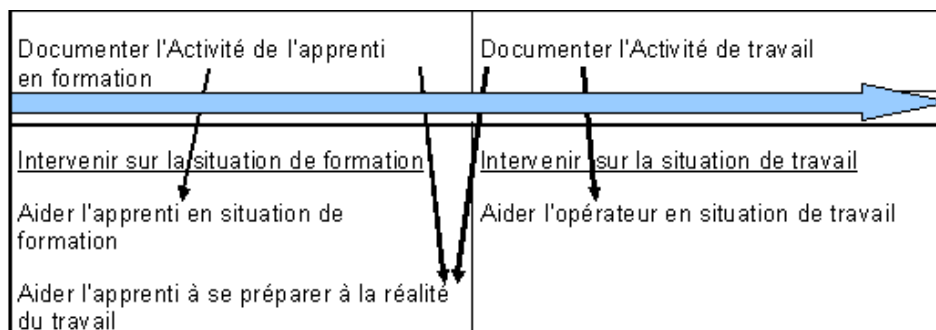 Documenter l'Activité de l'apprenti
en formation
Documenter l'Activité de travail
Intervenir sur la situation de formation
Aider l'apprenti en situation de
formation
Aider l'apprenti à se préparer à la réalité
du travail
Intervenir sur la situation de travail
Aider l'opérateur en situation de travail